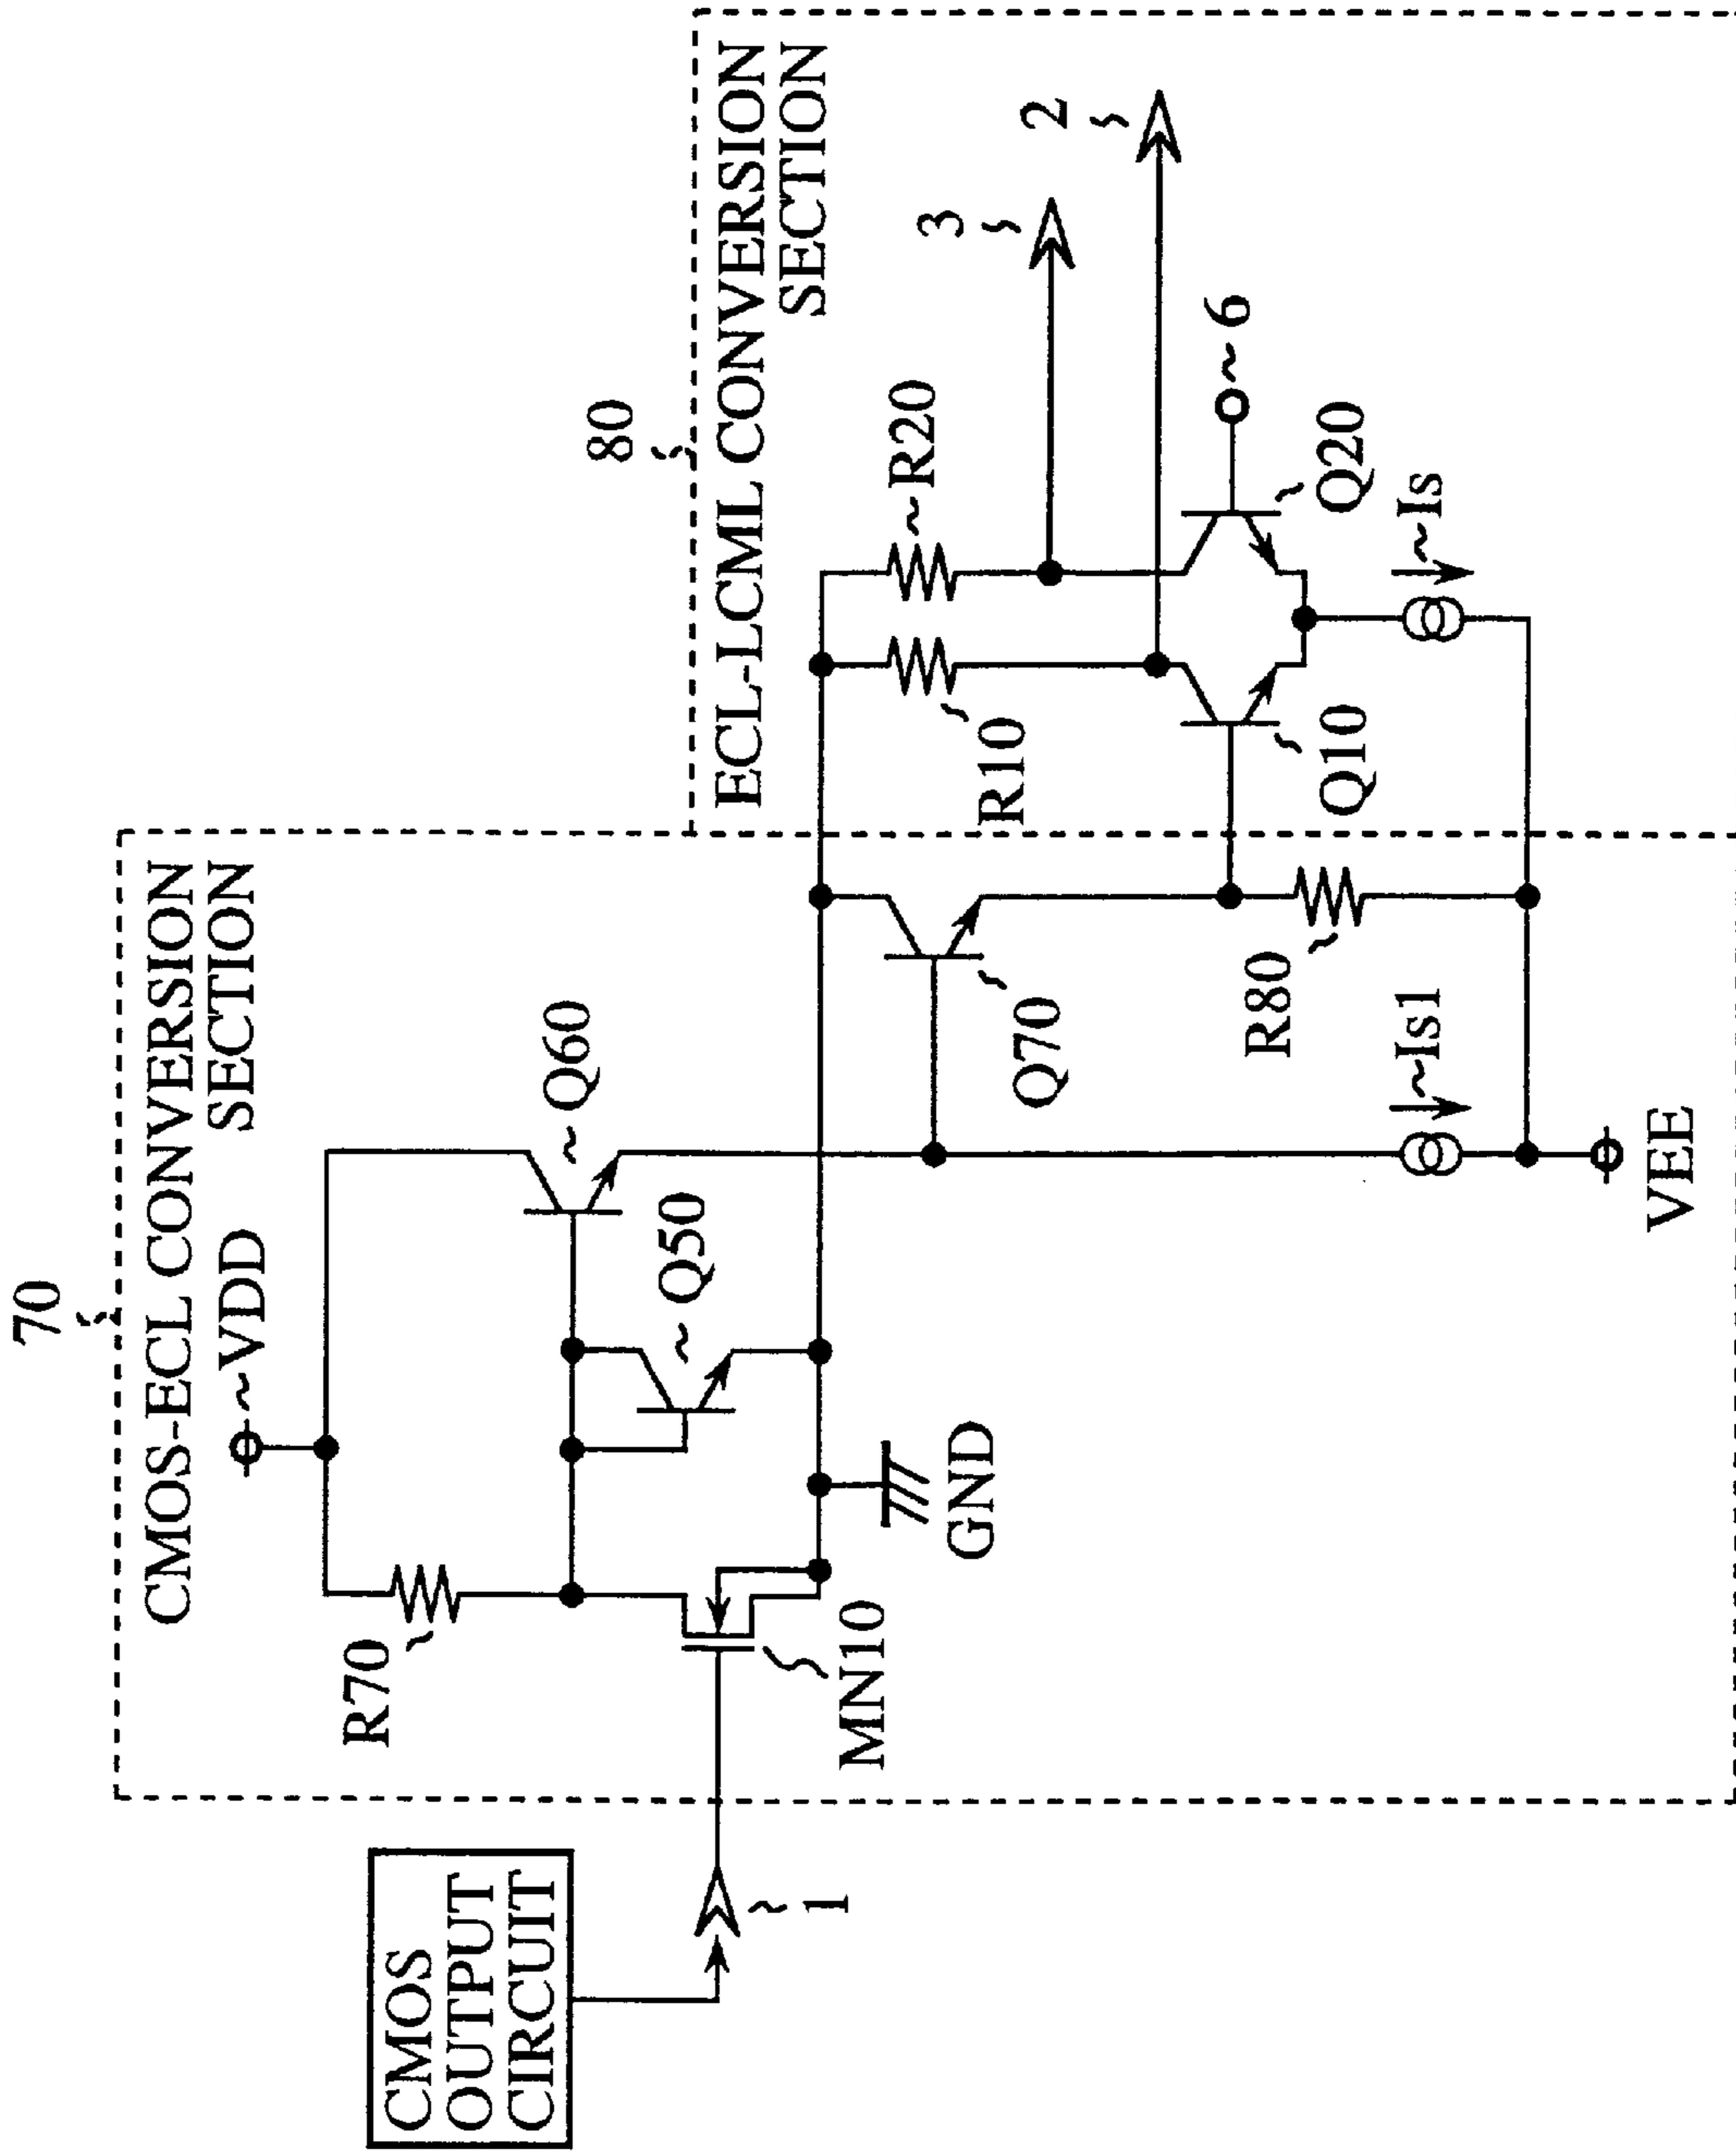 70
CMOS-ECL CONVERSION
SECTION
VDD
R70
Q60
Q50
MN10
GND
Q70
R80
Is1
VEE
CMOS
OUTPUT
CIRCUIT
1
80
ECL-LCML CONVERSION
SECTION
R20
R10
3
2
6
Q10
Q20
Is